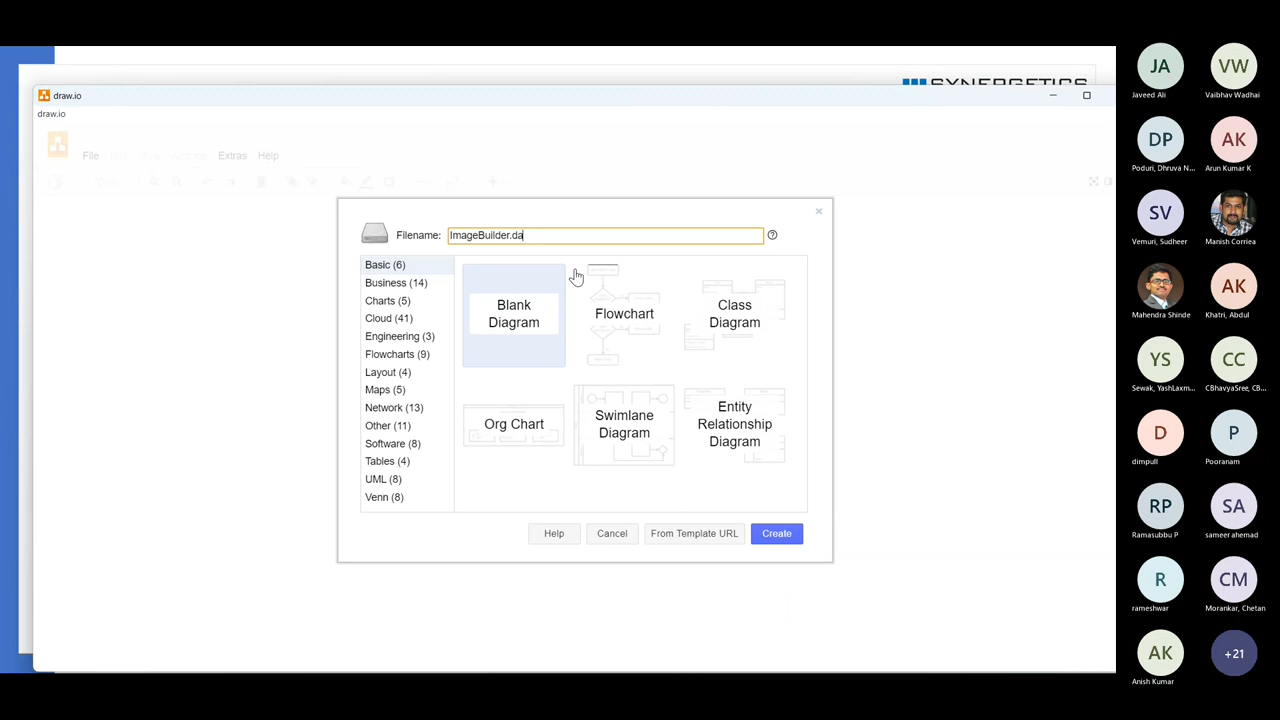 SYNERGETICS
draw.io
draw.io
File
Extras
Help
Filename:
ImageBuilder.da
Basic (6)
Business (14)
Charts (5)
Cloud (41)
Engineering (3)
Flowcharts (9)
Layout (4)
Maps (5)
Network (13)
Other (11)
Software (8)
Tables (4)
UML (8)
Venn (8)
Blank
Diagram
Flowchart
Class
Diagram
Org Chart
Swimlane
Diagram
Entity
Relationship
Diagram
Help
Cancel
From Template URL
Create
JA
Javeed Ali
VW
Vaibhav Wadhai
DP
Poduri, Dhruva N...
AK
Arun Kumar K
SV
Vemuri, Sudheer
Manish Corriea
Mahendra Shinde
AK
Khatri, Abdul
YS
Sewak, YashLaxm...
CC
CBhavyaSree, CB...
D
dimpull
P
Pooranam
RP
Ramasubbu P
SA
sameer ahemad
R
rameshwar
CM
Morankar, Chetan
AK
Anish Kumar
+21